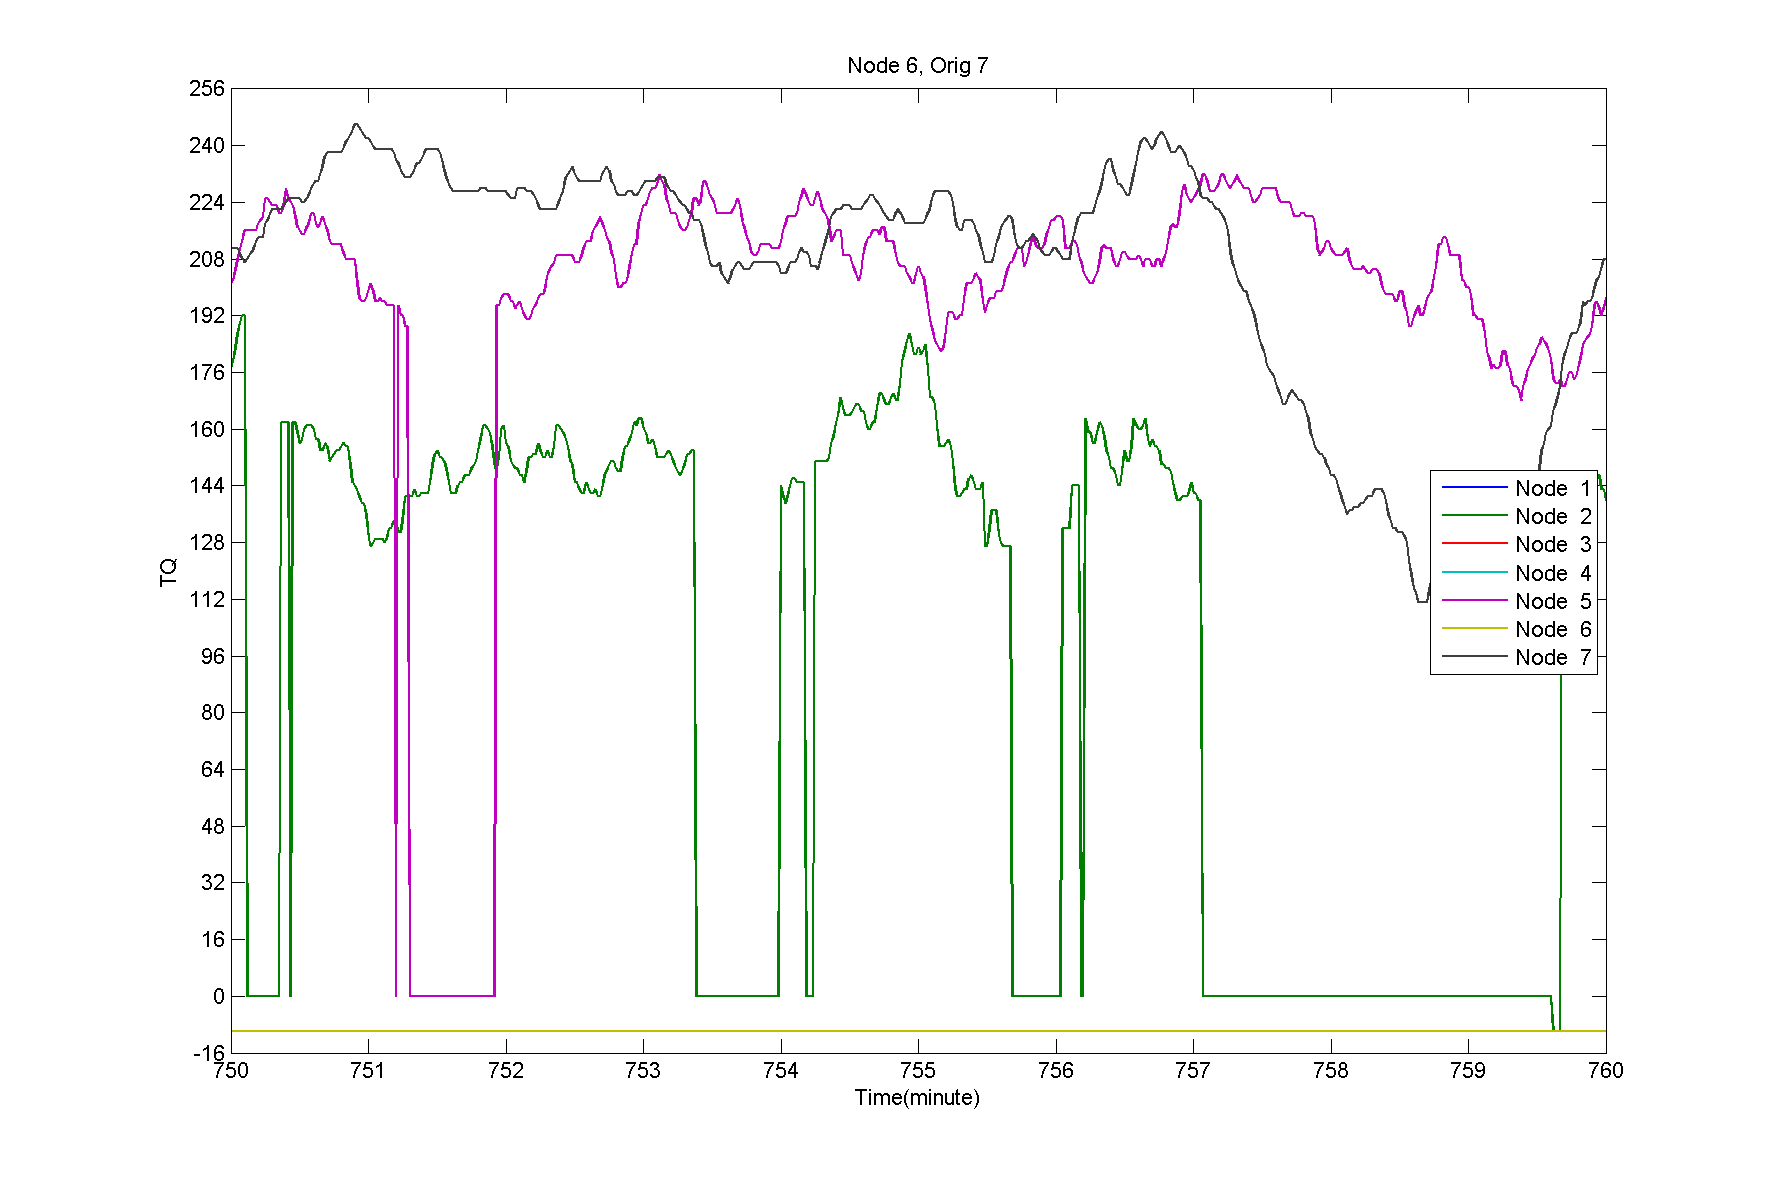 Node 6, Orig 7
256
240
224
208
192
176
160
144
128
112
96
80
64
48
32
16
0
-16
TQ
Node 1
Node 2
Node 3
Node 4
Node 5
Node 6
Node 7
750 751 752 753 754 755 756 757 758 759 760
Time(minute)